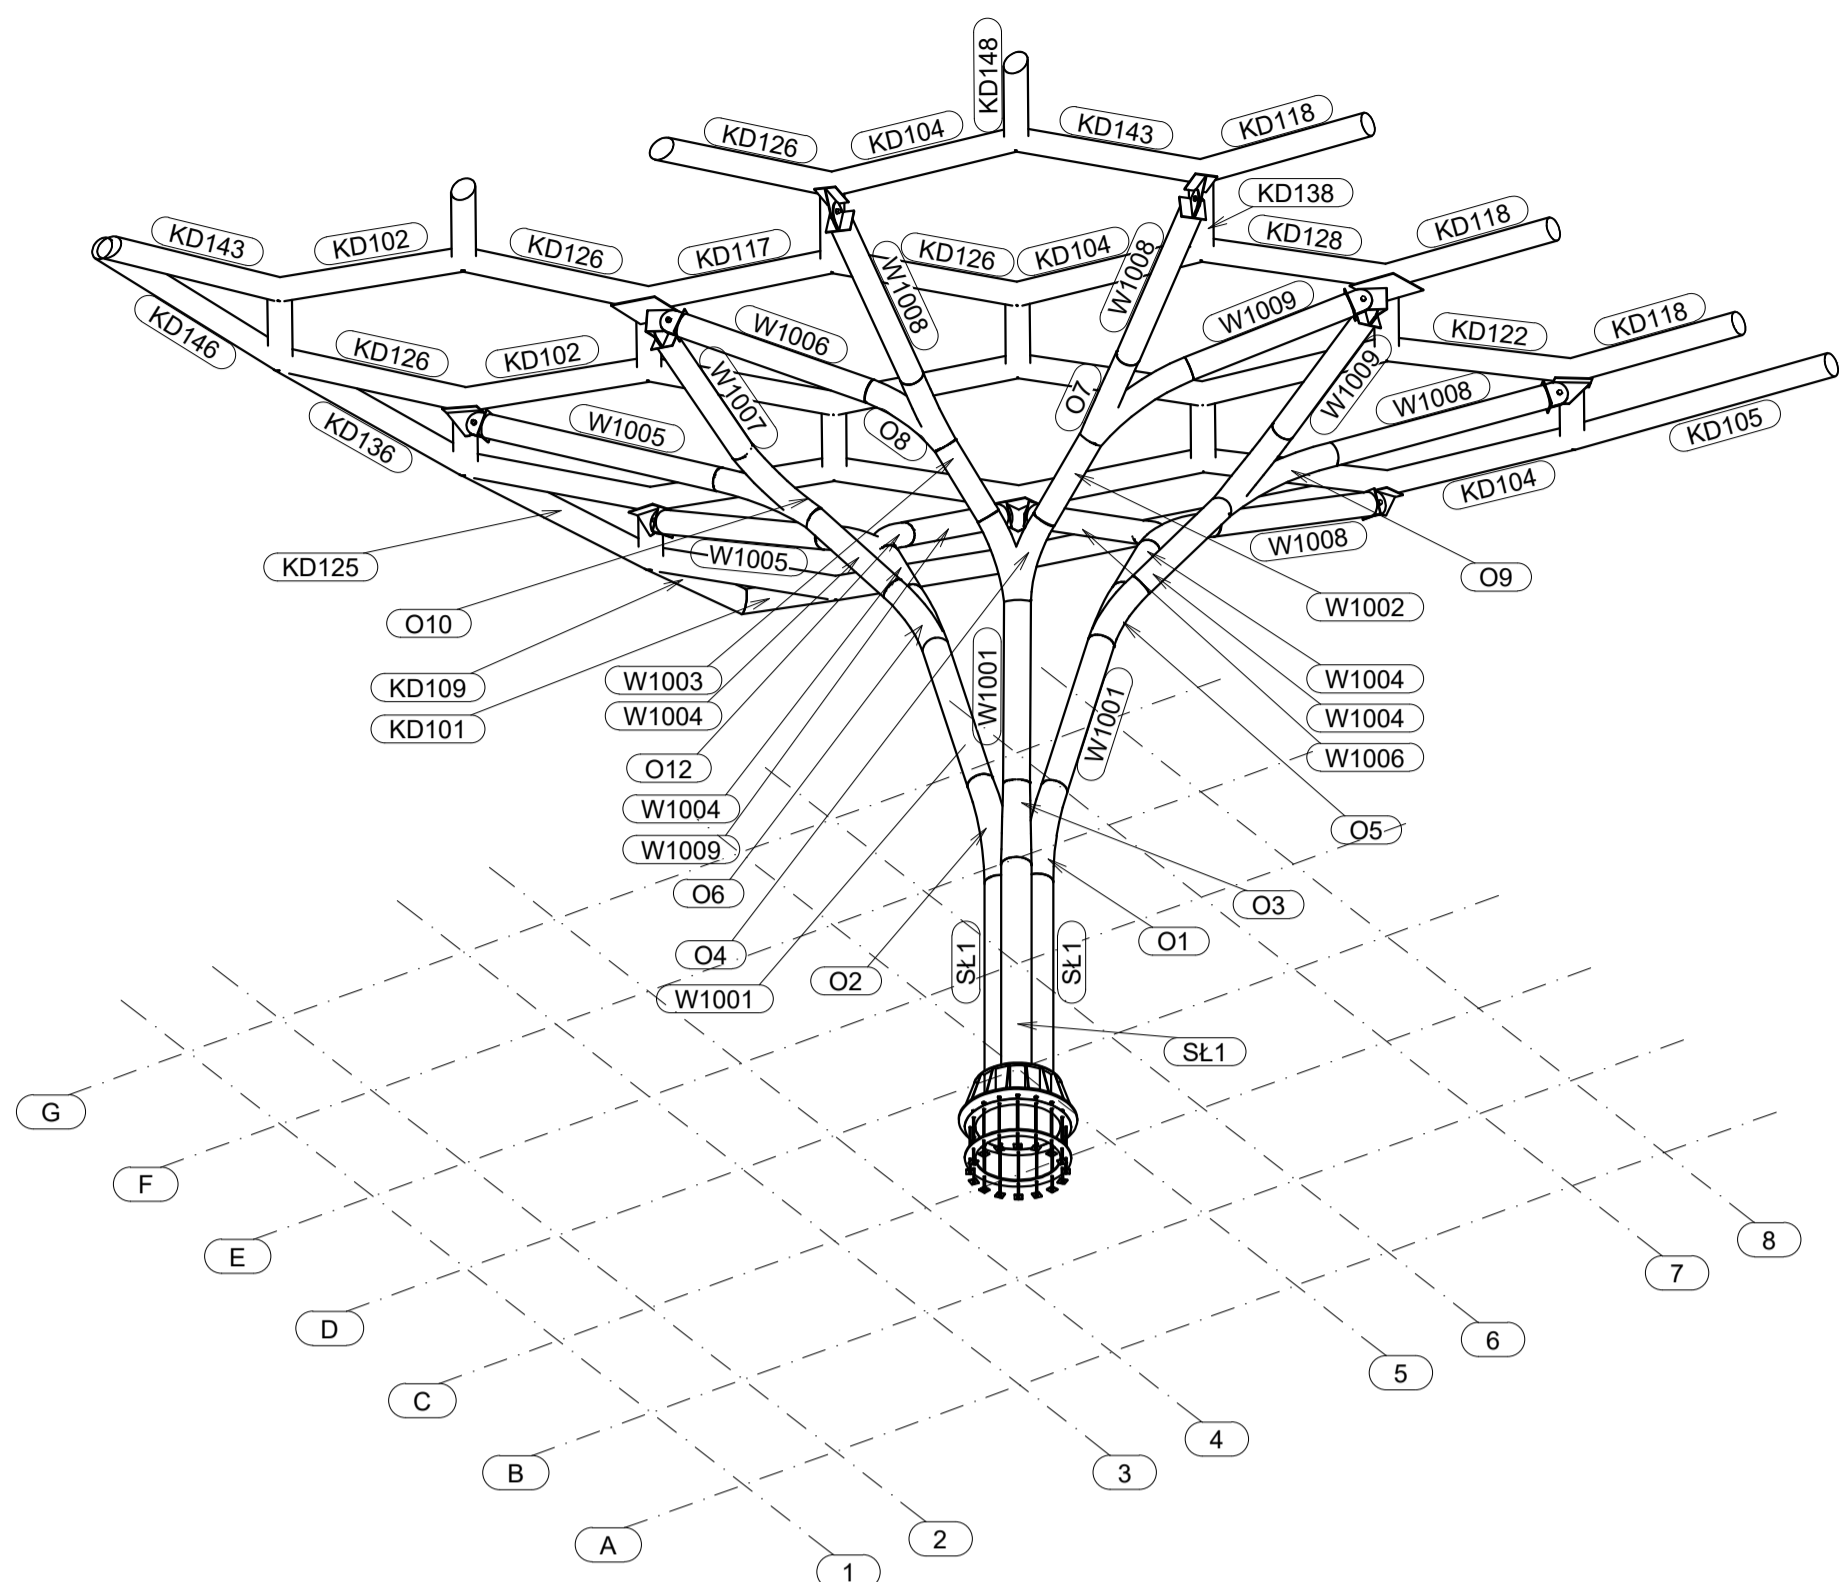 KD148
KD126
KD104
KD143
KD118
KD138
KD143
KD102
KD126
KD117
KD126
KD104
KD128
KD118
W1008
W1008
W1009
KD146
KD126
KD102
W1006
KD122
KD118
W1007
O7
W1009
W1008
KD136
W1005
O8
KD105
KD104
KD125
W1005
W1008
O9
O10
W1002
KD109
W1003
W1001
W1004
KD101
W1004
W1001
W1004
O12
W1006
W1004
W1009
O5
O6
O3
O4
O2
SŁ1
SŁ1
O1
W1001
SŁ1
G
F
E
D
C
B
A
8
7
6
5
4
3
2
1